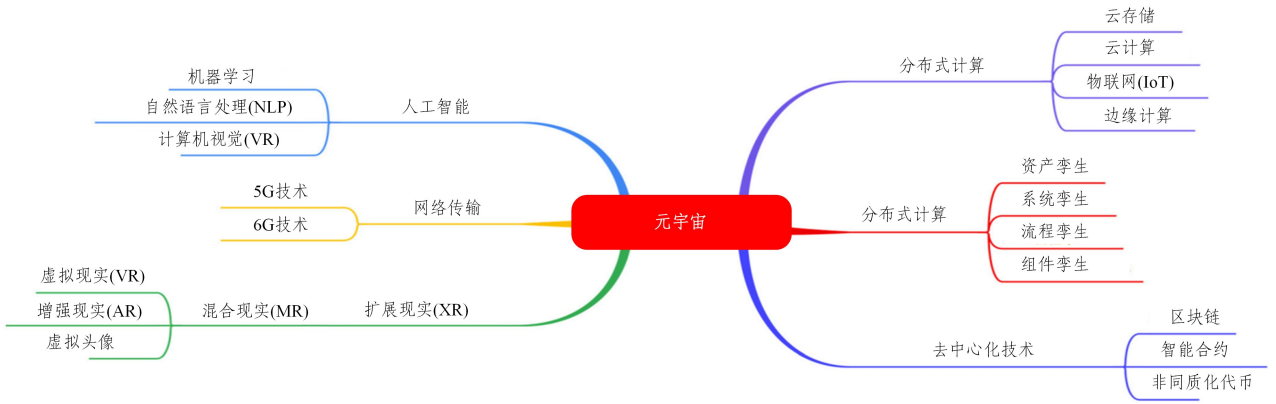 元宇宙
人工智能
机器学习
自然语言处理(NLP)
计算机视觉(VR)
网络传输
5G技术
6G技术
扩展现实(XR)
混合现实(MR)
虚拟现实(VR)
增强现实(AR)
虚拟头像
分布式计算
云存储
云计算
物联网(IoT)
边缘计算
分布式计算
资产孪生
系统孪生
流程孪生
组件孪生
去中心化技术
区块链
智能合约
非同质化代币